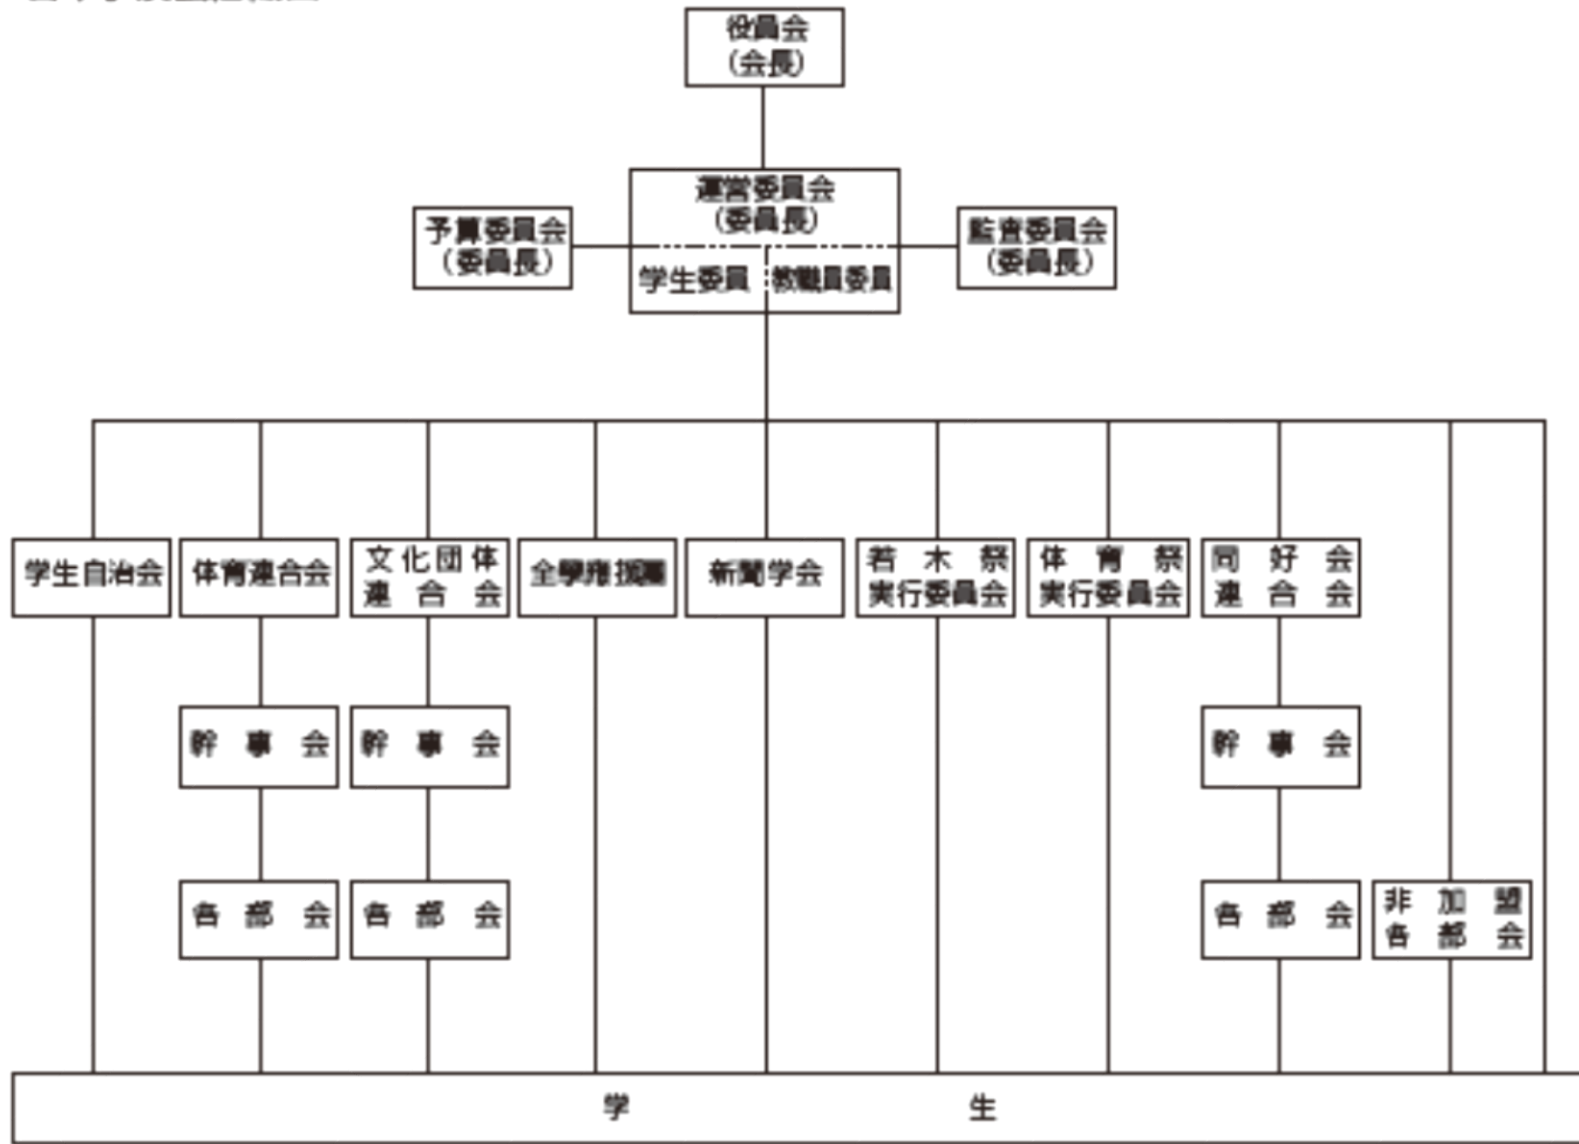 役員会
（会長）
運営委員会
（委員長）
予算委員会
（委員長）
監査委員会
（委員長）
学生委員
教職員委員
学生自治会
体育連合会
文化団体
連合会
全學應援團
新聞学会
若木祭
実行委員会
体育祭
実行委員会
同好会
連合会
幹事会
幹事会
幹事会
各部会
各部会
各部会
非加盟
各部会
学生